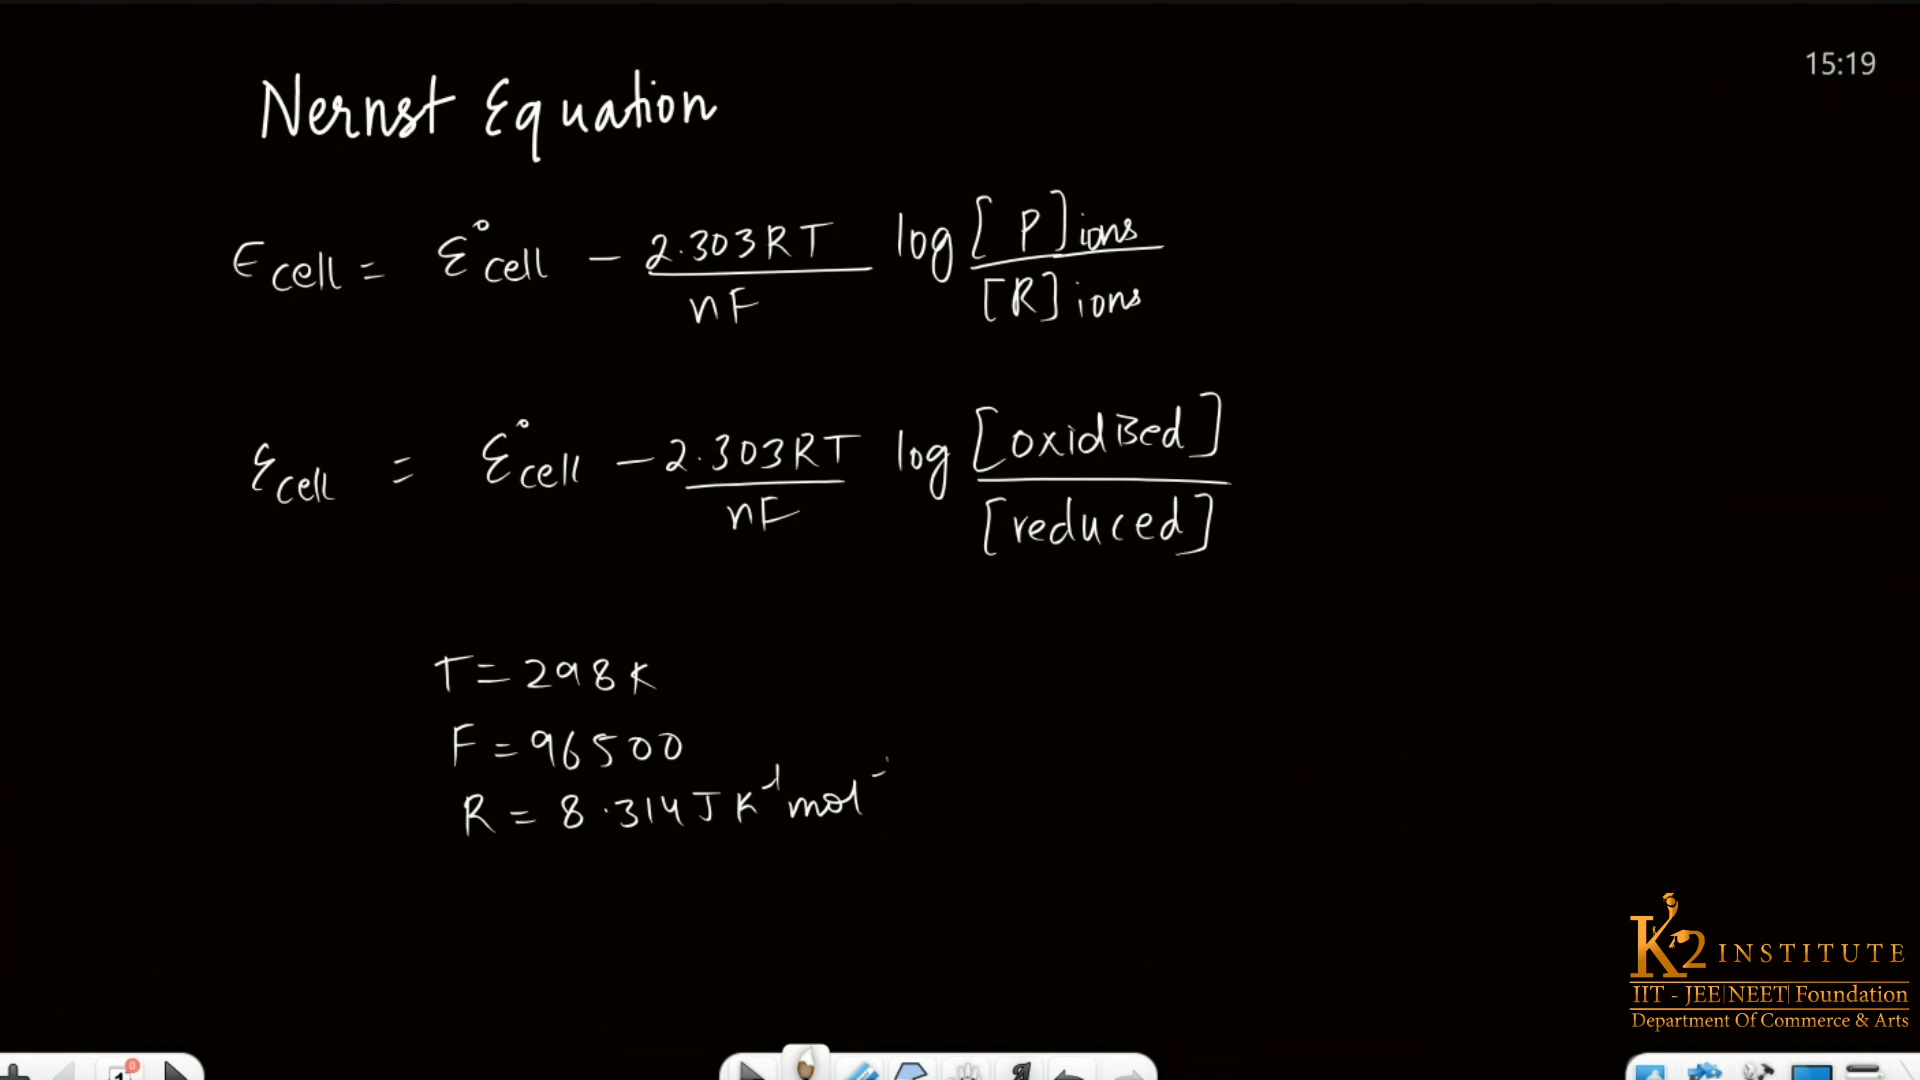 15:19
Nernst Equation
Ecell = E°cell - 2.303RT/nF log [P]ions/[R]ions
Ecell = E°cell - 2.303RT/nF log [oxidised]/[reduced]
T = 298 K
F = 96500
R = 8.314 J K⁻¹ mol⁻
K2 INSTITUTE
IIT - JEE|NEET| Foundation
Department Of Commerce & Arts